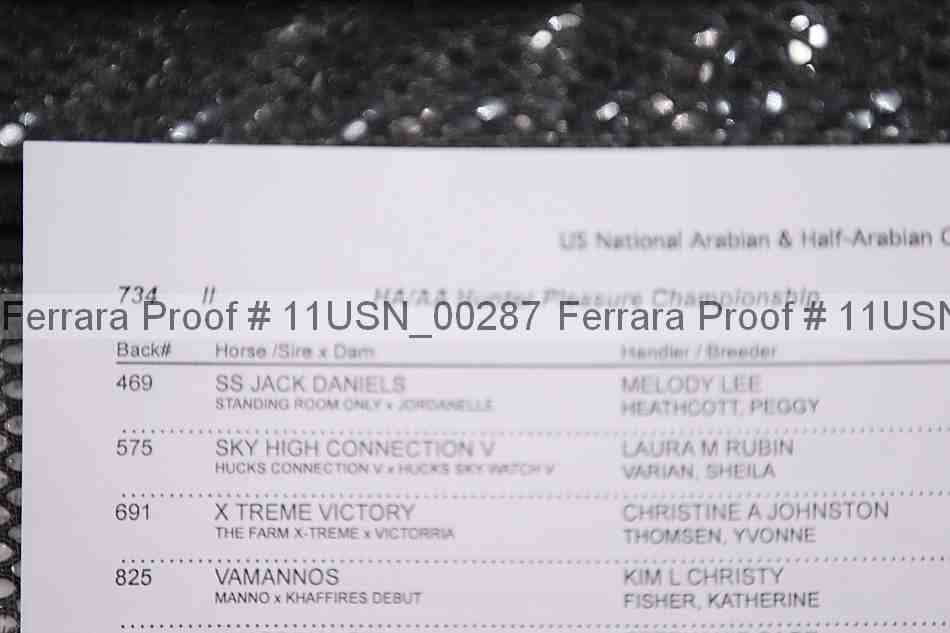 US National Arabian & Half-Arabian C
734 II HA/AA Hunter Pleasure Championship
Ferrara Proof # 11USN_00287 Ferrara Proof # 11USN
Back# Horse /Sire x Dam Handler / Breeder
469 SS JACK DANIELS MELODY LEE
STANDING ROOM ONLY x JORDANELLE HEATHCOTT, PEGGY
575 SKY HIGH CONNECTION V LAURA M RUBIN
HUCKS CONNECTION V x HUCKS SKY WATCH V VARIAN, SHEILA
691 X TREME VICTORY CHRISTINE A JOHNSTON
THE FARM X-TREME x VICTORRIA THOMSEN, YVONNE
825 VAMANNOS KIM L CHRISTY
MANNO x KHAFFIRES DEBUT FISHER, KATHERINE